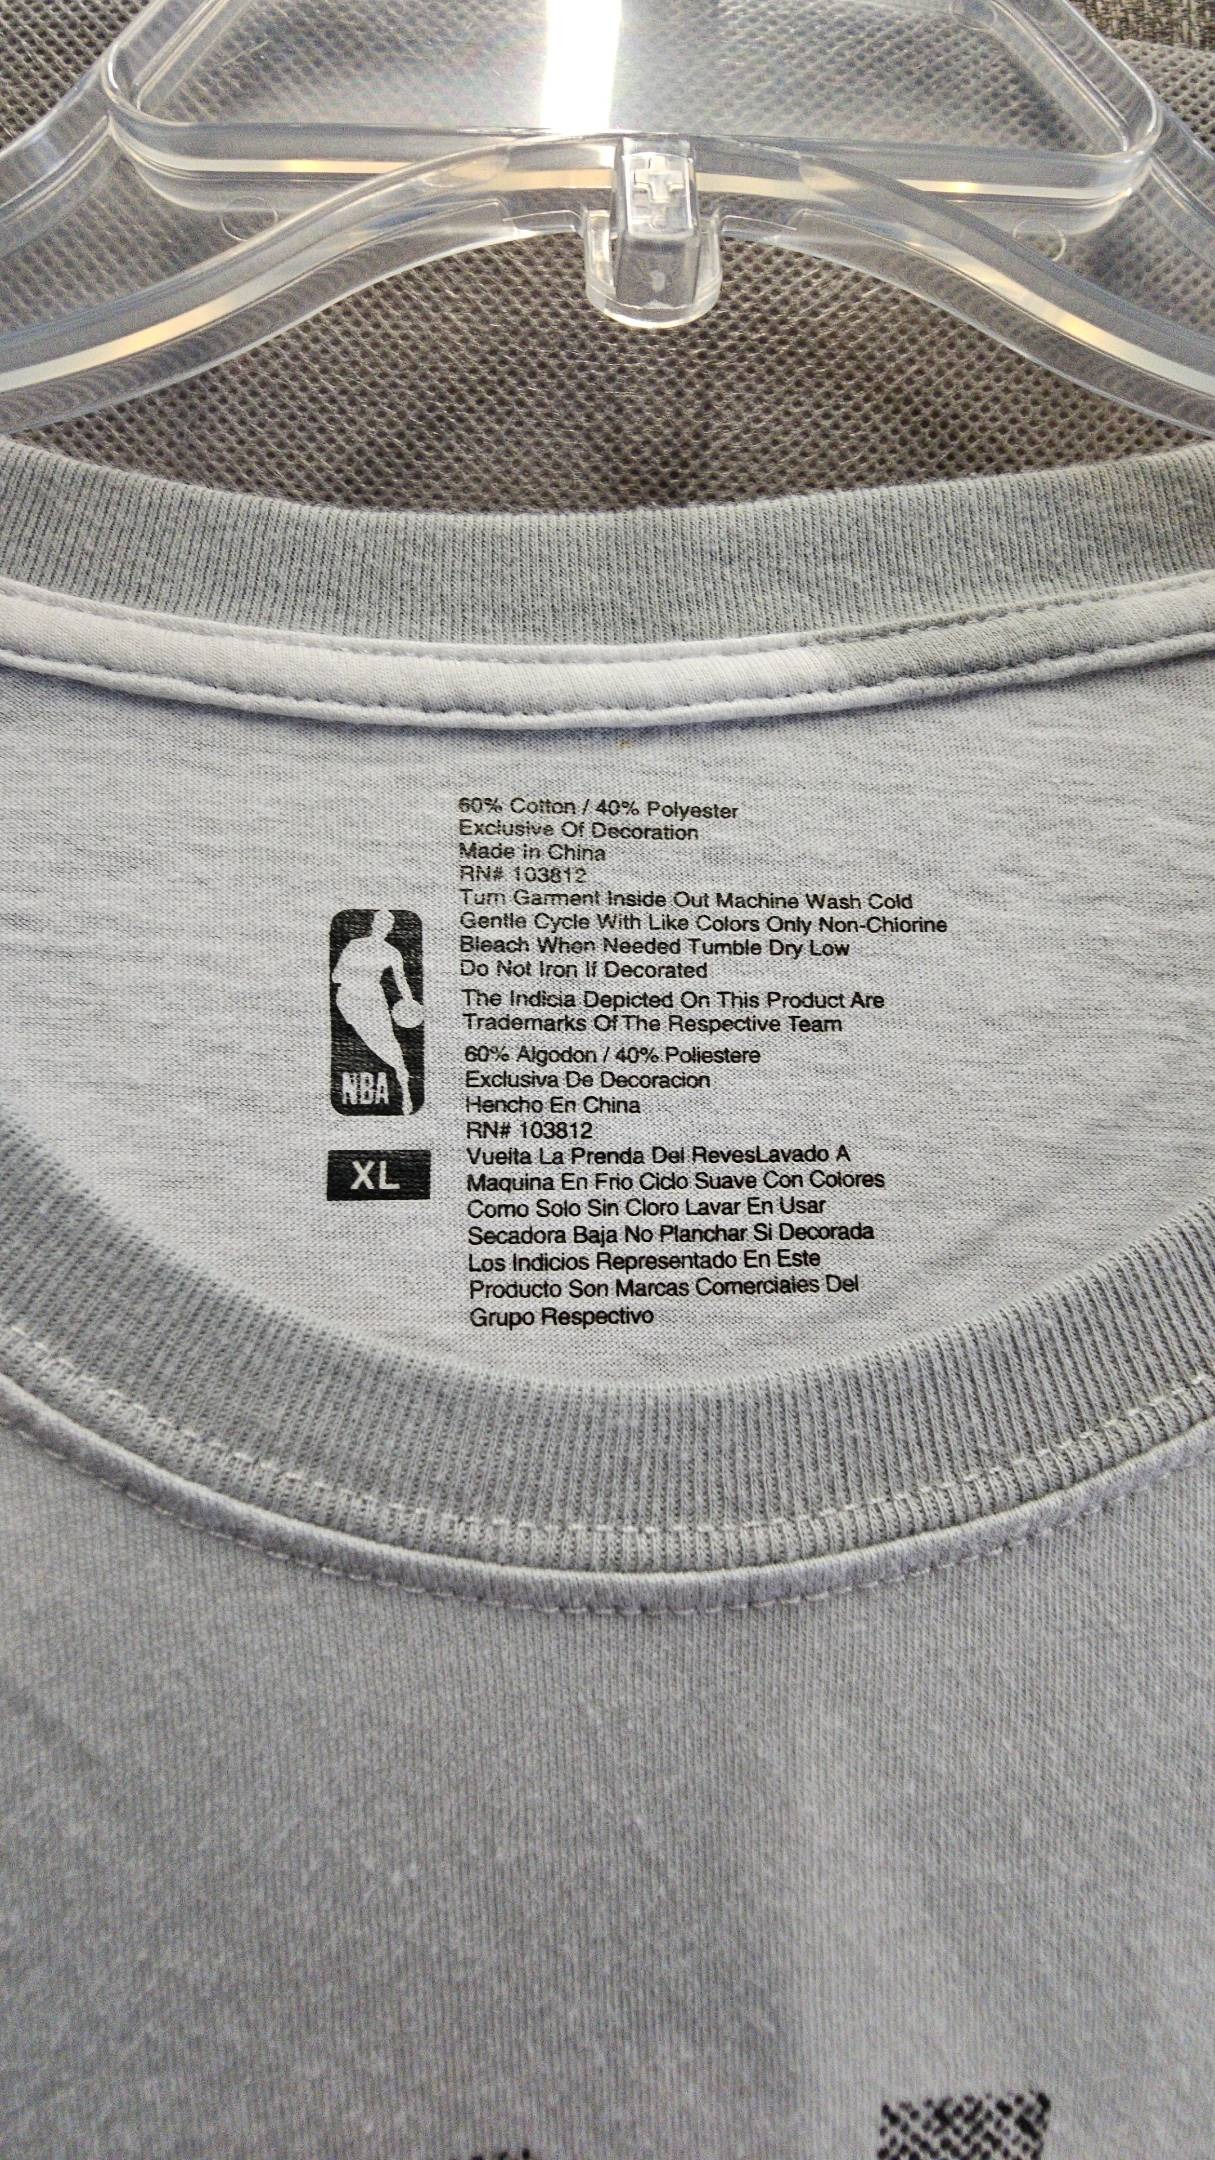 60% Cotton / 40% Polyester
Exclusive Of Decoration
Made in China
RN# 103812
Turn Garment Inside Out Machine Wash Cold
Gentle Cycle With Like Colors Only Non-Chlorine
Bleach When Needed Tumble Dry Low
Do Not Iron If Decorated
The Indicia Depicted On This Product Are
Trademarks Of The Respective Team
60% Algodon / 40% Poliestere
Exclusiva De Decoracion
Hencho En China
RN# 103812
Vuelta La Prenda Del RevesLavado A
Maquina En Frio Ciclo Suave Con Colores
Como Solo Sin Cloro Lavar En Usar
Secadora Baja No Planchar Si Decorada
Los Indicios Representado En Este
Producto Son Marcas Comerciales Del
Grupo Respectivo
NBA
XL